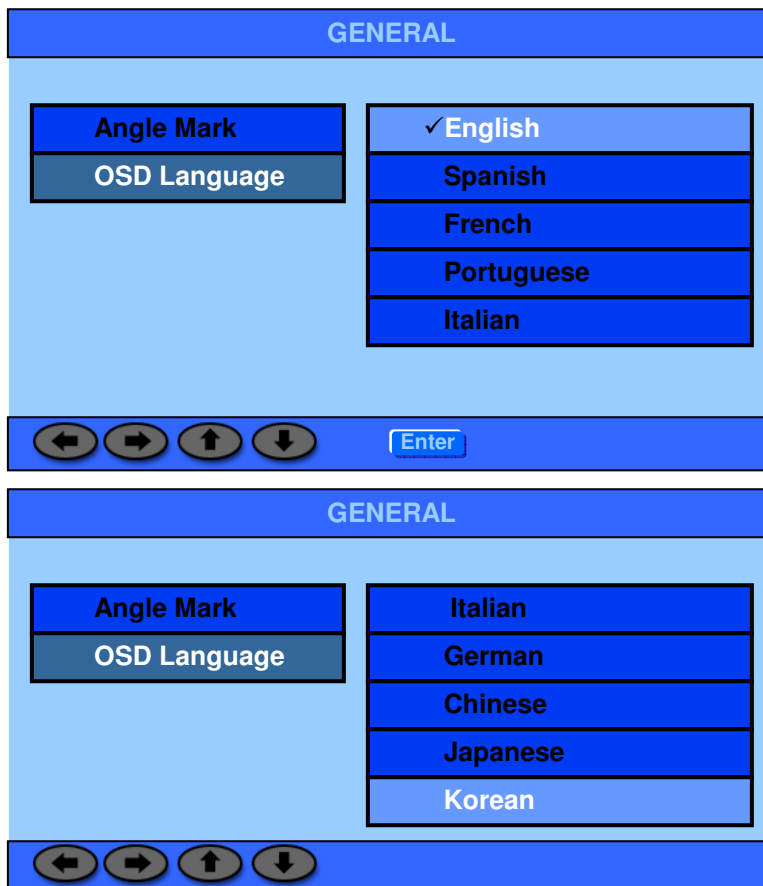 GENERAL
Angle Mark
OSD Language
✓English
Spanish
French
Portuguese
Italian
Enter
GENERAL
Angle Mark
OSD Language
Italian
German
Chinese
Japanese
Korean